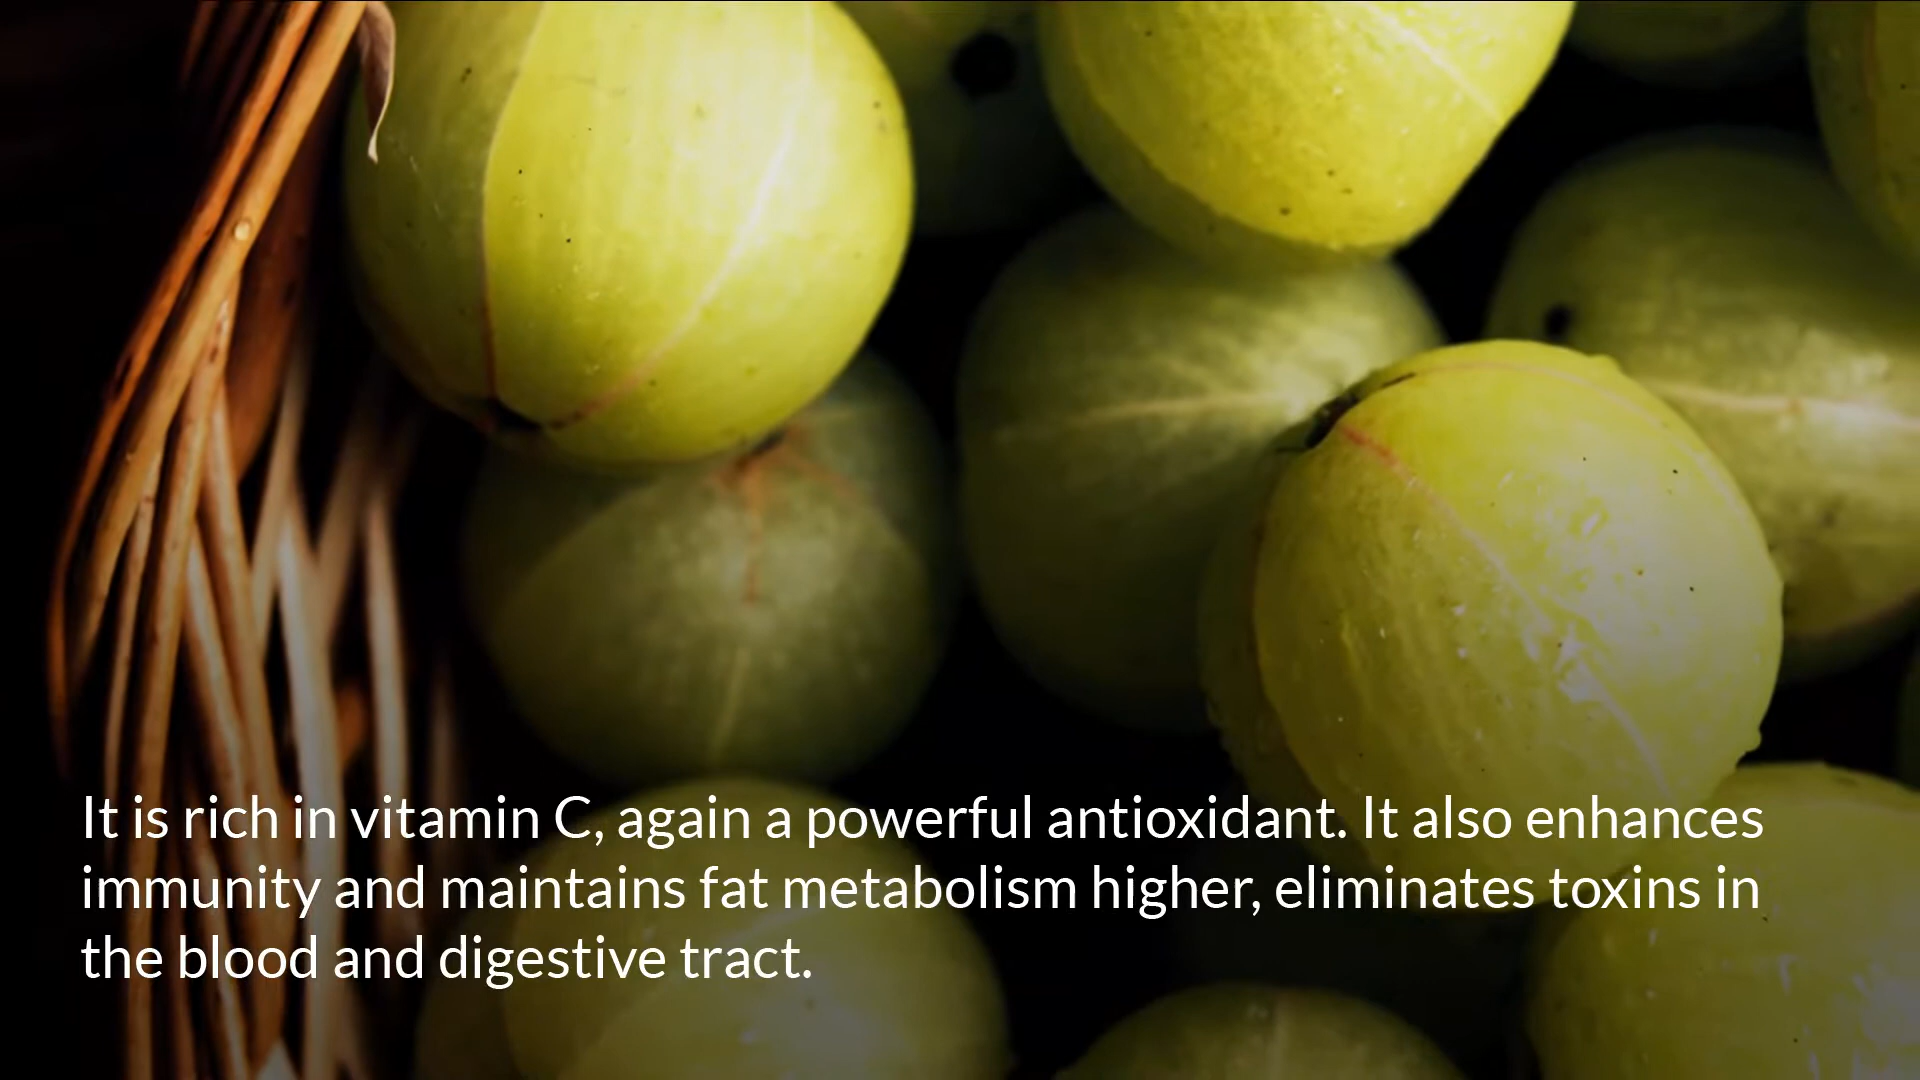 It is rich in vitamin C, again a powerful antioxidant. It also enhances
immunity and maintains fat metabolism higher, eliminates toxins in
the blood and digestive tract.